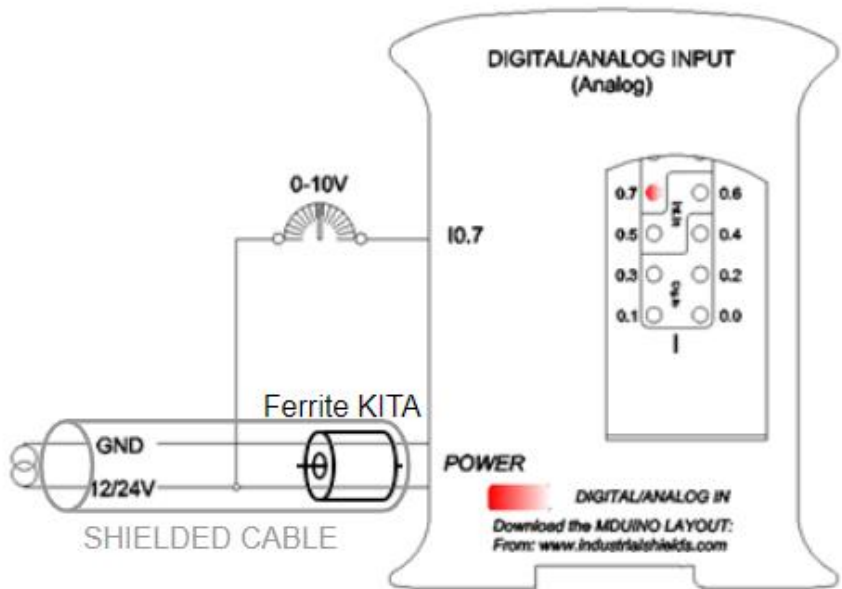 DIGITAL/ANALOG INPUT
(Analog)
0-10V
I0.7
0.7
0.6
0.5
0.4
0.3
0.2
0.1
0.0
I
Ferrite KITA
GND
12/24V
SHIELDED CABLE
POWER
DIGITAL/ANALOG IN
Download the MDUINO LAYOUT:
From: www.industrialshields.com